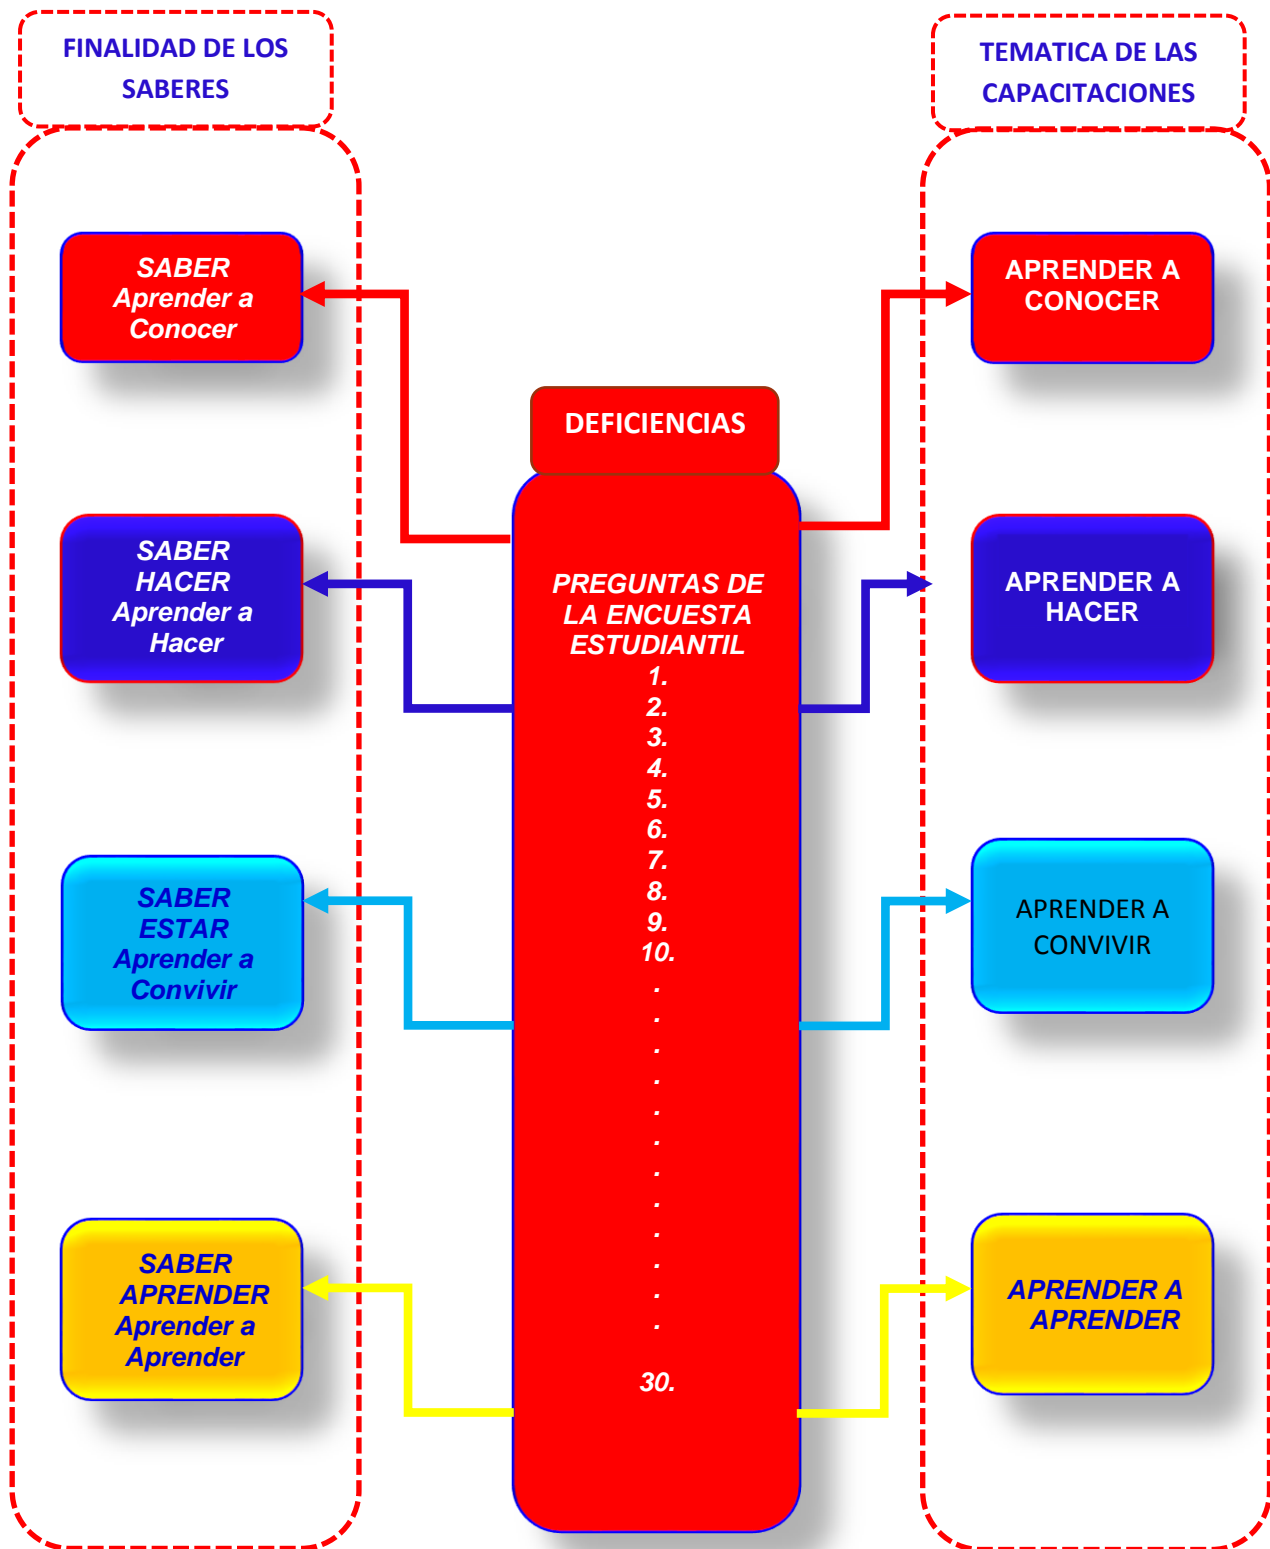 FINALIDAD DE LOS
SABERES
SABER
Aprender a
Conocer
SABER
HACER
Aprender a
Hacer
SABER
ESTAR
Aprender a
Convivir
SABER
APRENDER
Aprender a
Aprender
DEFICIENCIAS
PREGUNTAS DE
LA ENCUESTA
ESTUDIANTIL
1.
2.
3.
4.
5.
6.
7.
8.
9.
10.
.
.
.
.
.
.
.
.
.
.
.
.
30.
TEMATICA DE LAS
CAPACITACIONES
APRENDER A
CONOCER
APRENDER A
HACER
APRENDER A
CONVIVIR
APRENDER A
APRENDER